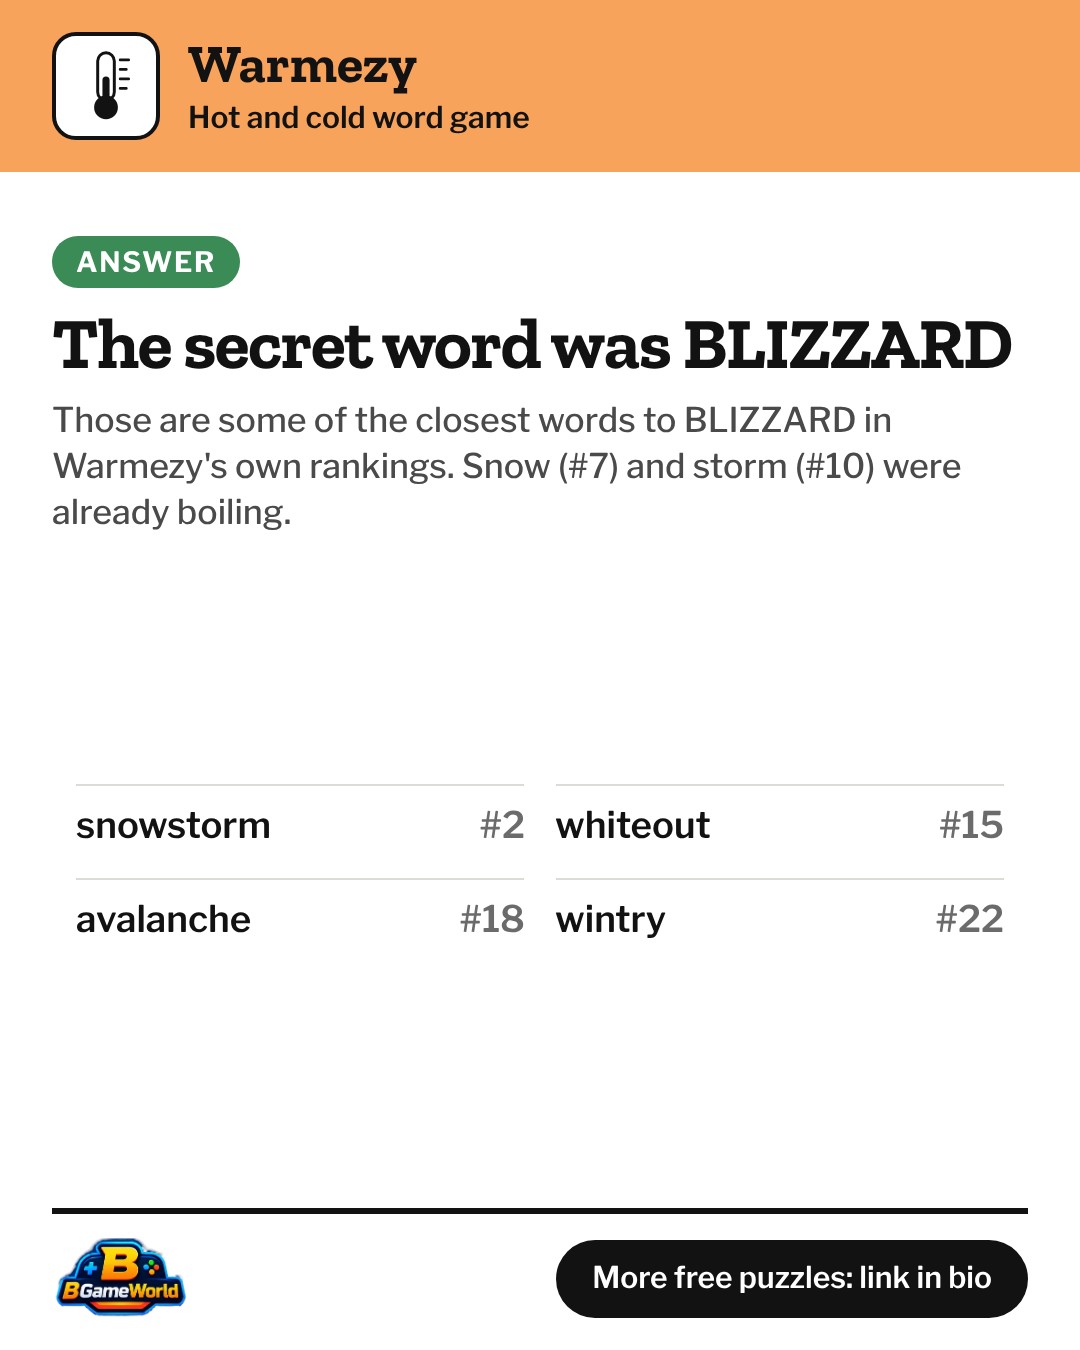 Warmezy
Hot and cold word game
ANSWER
The secret word was BLIZZARD
Those are some of the closest words to BLIZZARD in
Warmezy's own rankings. Snow (#7) and storm (#10) were
already boiling.
snowstorm #2 whiteout #15
avalanche #18 wintry #22
B
BGameWorld
More free puzzles: link in bio